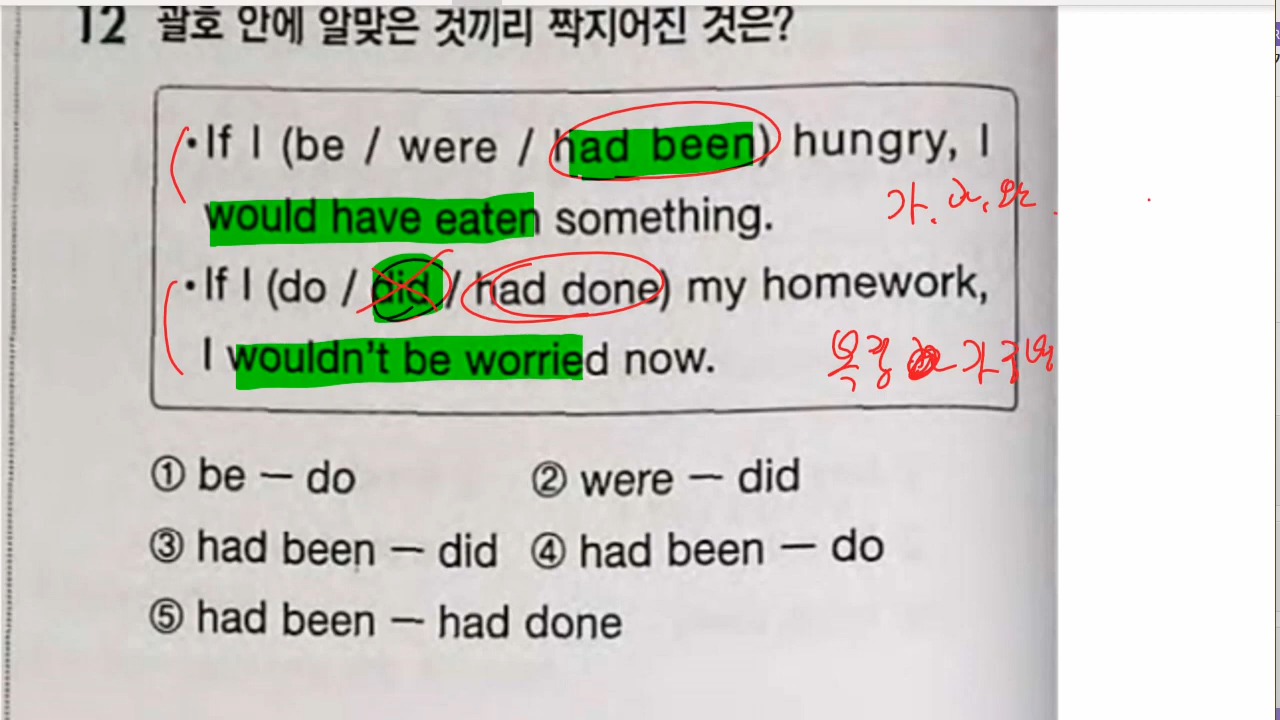 12 괄호 안에 알맞은 것끼리 짝지어진 것은?
• If I (be / were / had been) hungry, I
would have eaten something.
가. 과. 완.
• If I (do / did / had done) my homework,
I wouldn't be worried now.
① be – do ② were – did
③ had been – did ④ had been – do
⑤ had been – had done